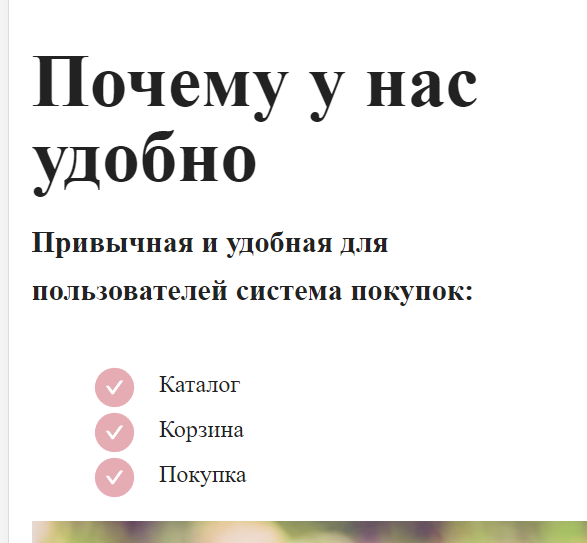 Почему у нас
удобно
Привычная и удобная для
пользователей система покупок:
Каталог
Корзина
Покупка